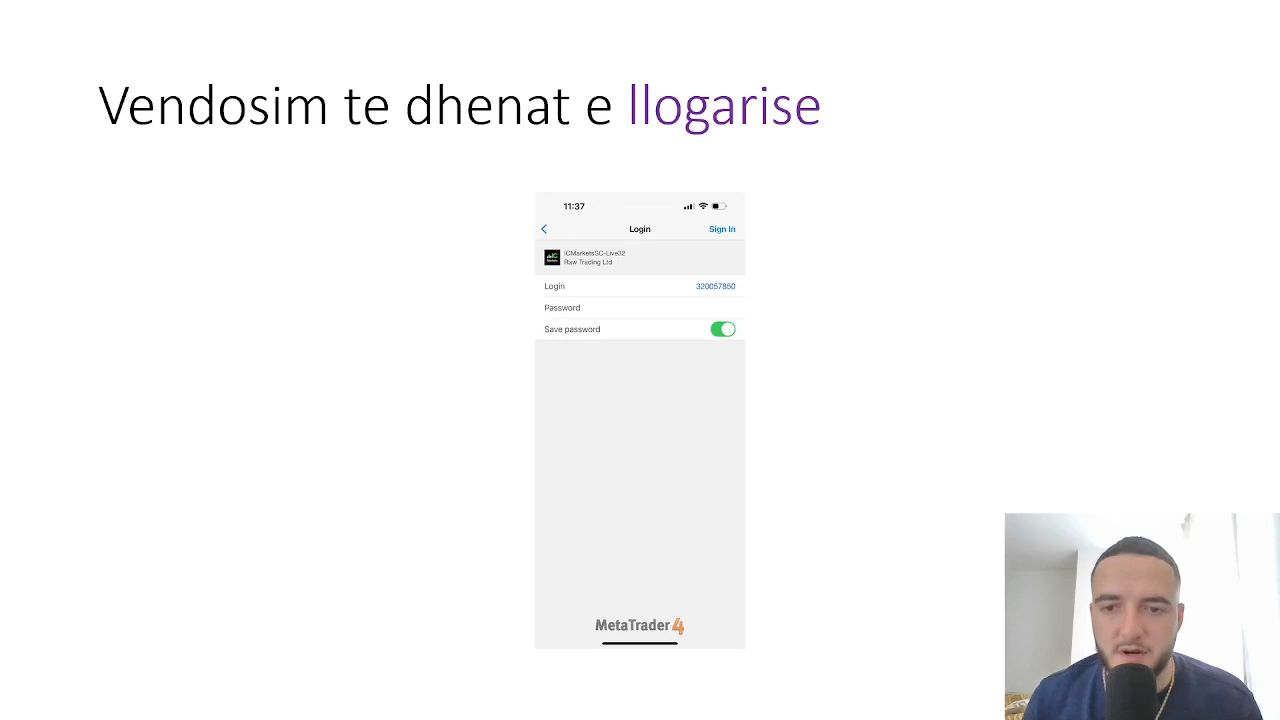 Vendosim te dhenat e llogarise
11:37
Login
Sign In
ICMarketsSC-Live32
Raw Trading Ltd
Login 320057850
Password
Save password
MetaTrader 4